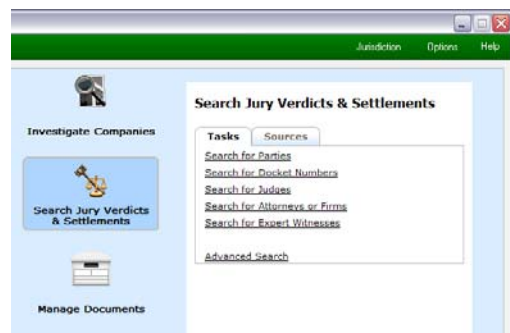 Jurisdiction Options Help
Investigate Companies
Search Jury Verdicts
& Settlements
Manage Documents
Search Jury Verdicts & Settlements
Tasks Sources
Search for Parties
Search for Docket Numbers
Search for Judges
Search for Attorneys or Firms
Search for Expert Witnesses
Advanced Search